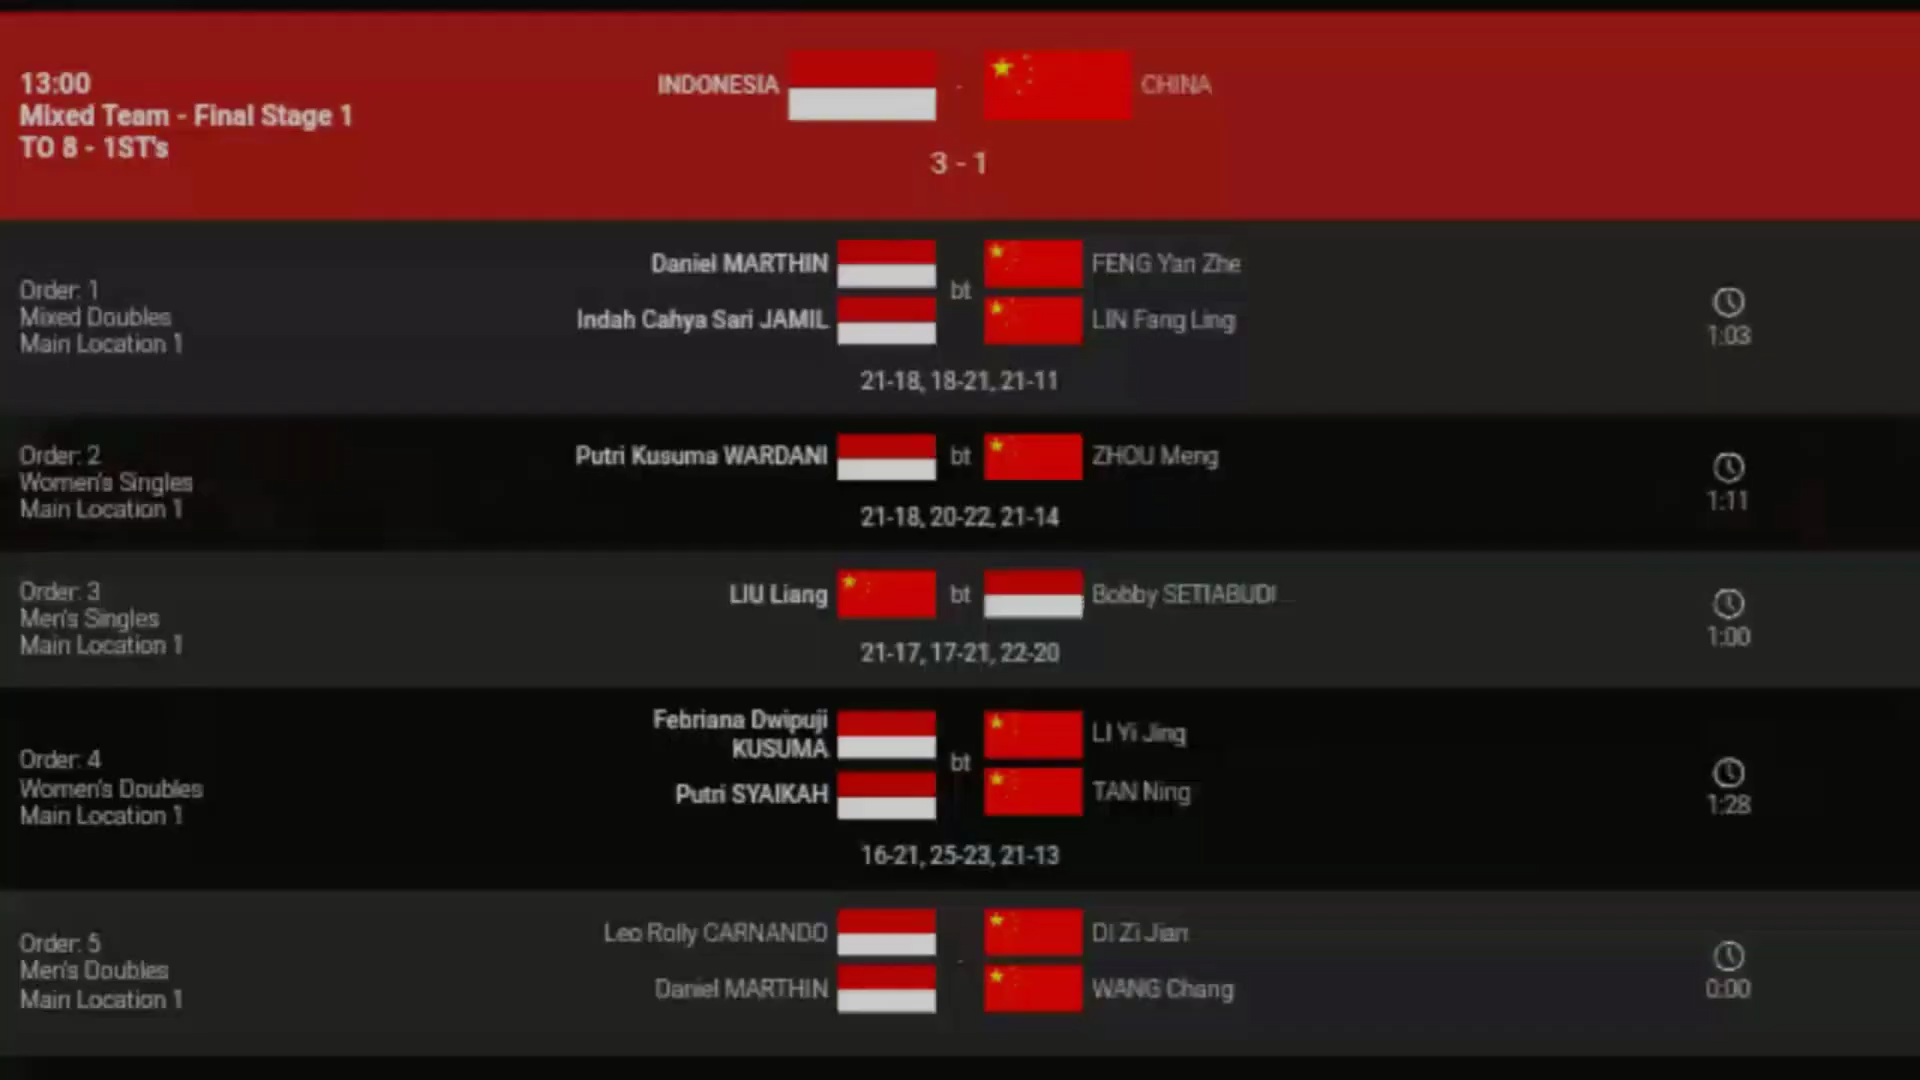 13:00
Mixed Team - Final Stage 1
TO 8 - 1ST's
INDONESIA - CHINA
3 - 1
Order: 1
Mixed Doubles
Main Location 1
Daniel MARTHIN
Indah Cahya Sari JAMIL
bt
FENG Yan Zhe
LIN Fang Ling
21-18, 18-21, 21-11
1:03
Order: 2
Women's Singles
Main Location 1
Putri Kusuma WARDANI bt ZHOU Meng
21-18, 20-22, 21-14
1:11
Order: 3
Men's Singles
Main Location 1
LIU Liang bt Bobby SETIABUDI
21-17, 17-21, 22-20
1:00
Order: 4
Women's Doubles
Main Location 1
Febriana Dwipuji
KUSUMA
Putri SYAIKAH
bt
LI Yi Jing
TAN Ning
16-21, 25-23, 21-13
1:28
Order: 5
Men's Doubles
Main Location 1
Leo Rolly CARNANDO
Daniel MARTHIN
-
DI Zi Jian
WANG Chang
0:00